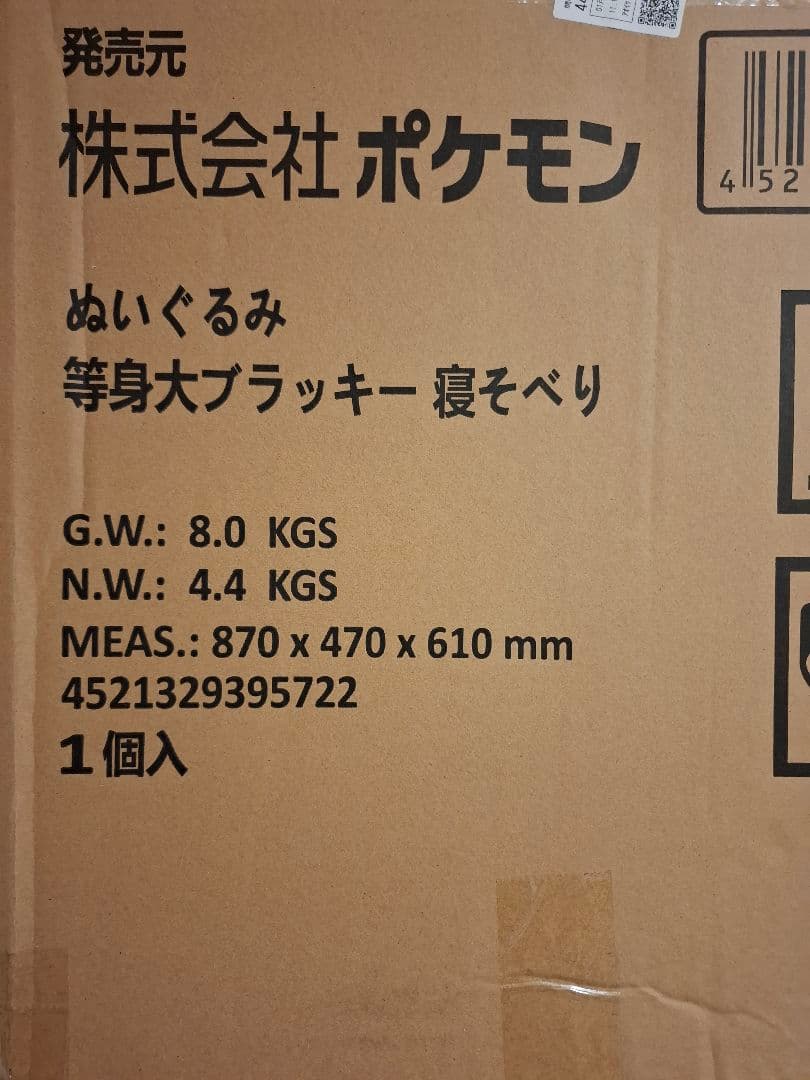 発売元
株式会社ポケモン
ぬいぐるみ
等身大ブラッキー 寝そべり
G.W.: 8.0 KGS
N.W.: 4.4 KGS
MEAS.: 870 x 470 x 610 mm
4521329395722
1個入
4 52